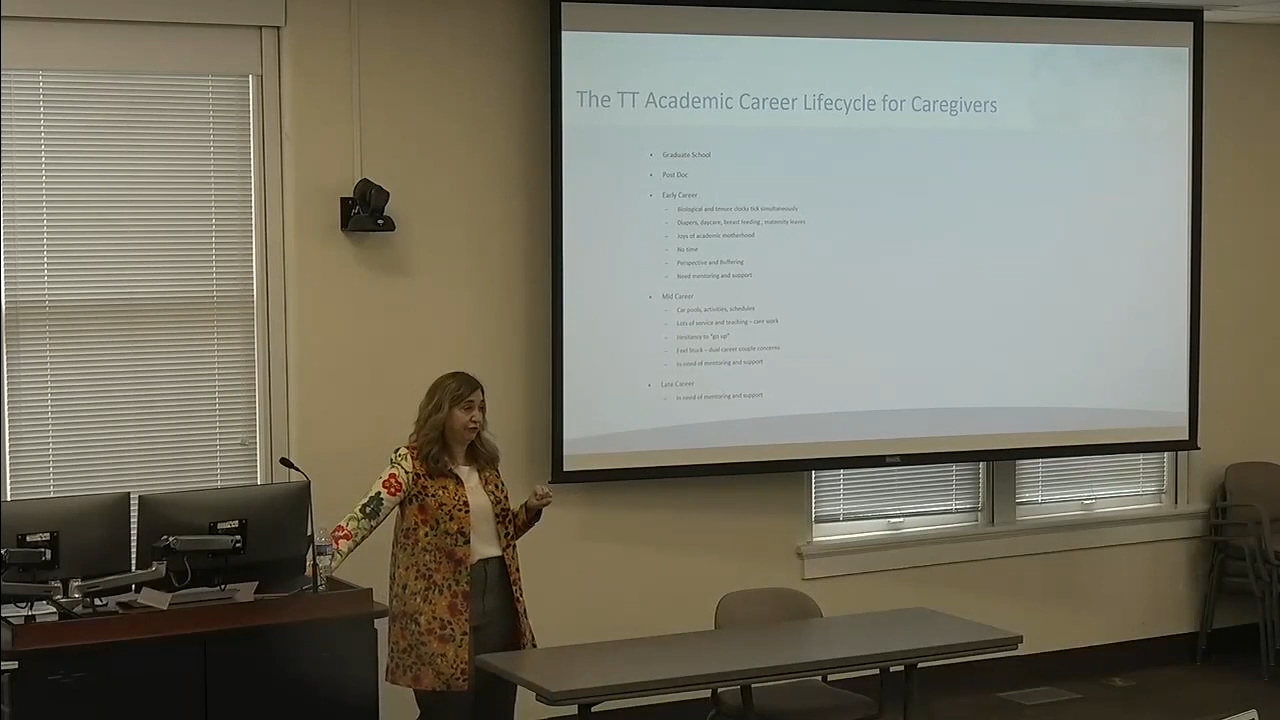 The TT Academic Career Lifecycle for Caregivers
• Graduate School
• Post Doc
• Early Career
– Biological and tenure clocks tick simultaneously
– Diapers, daycare, breast feeding , maternity leaves
– Joys of academic motherhood
– No time
– Perspective and Buffering
– Need mentoring and support
• Mid Career
– Car pools, activities, schedules
– Lots of service and teaching – care work
– Hesitancy to "go up"
– Feel Stuck – dual career couple concerns
– In need of mentoring and support
• Late Career
– In need of mentoring and support